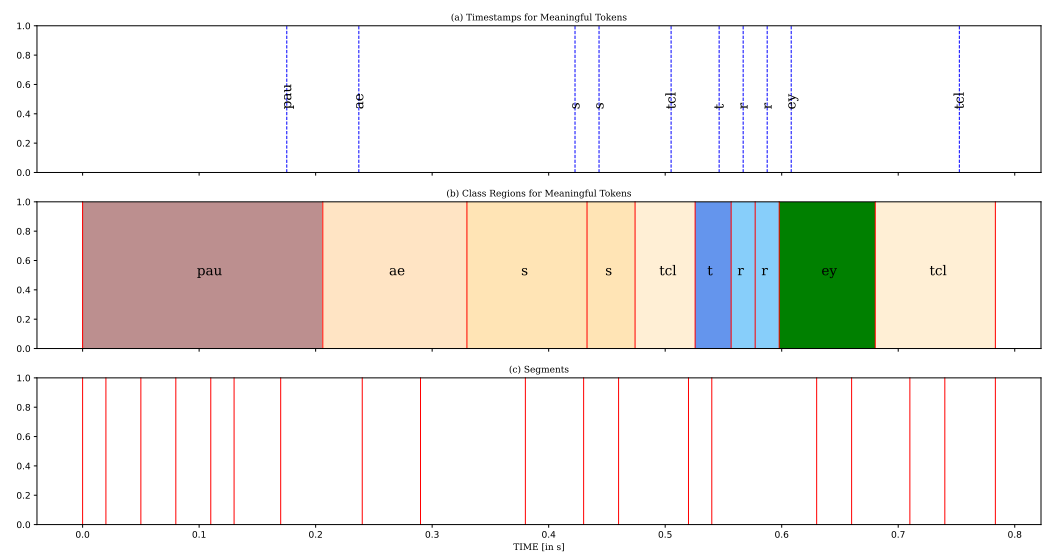 (a) Timestamps for Meaningful Tokens
1.0
0.8
0.6
0.4
0.2
0.0
pau ae s s tcl t r r ey tcl
(b) Class Regions for Meaningful Tokens
1.0
0.8
0.6
0.4
0.2
0.0
pau ae s s tcl t r r ey tcl
(c) Segments
1.0
0.8
0.6
0.4
0.2
0.0
0.0 0.1 0.2 0.3 0.4 0.5 0.6 0.7 0.8
TIME [in s]